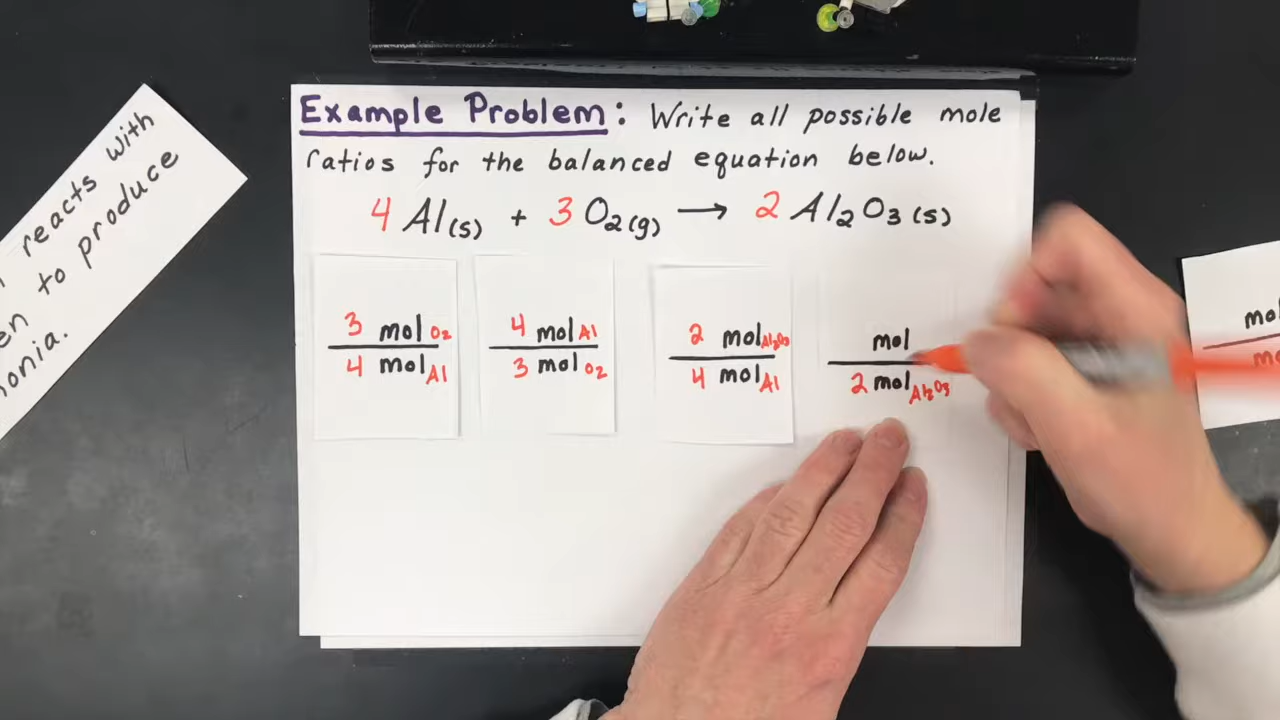 Example Problem: Write all possible mole
ratios for the balanced equation below.
4 Al(s) + 3 O₂(g) → 2 Al₂O₃(s)
3 mol O₂
4 mol Al
4 mol Al
3 mol O₂
2 mol Al₂O₃
4 mol Al
mol
2 mol Al₂O₃
reacts with
to produce
mol